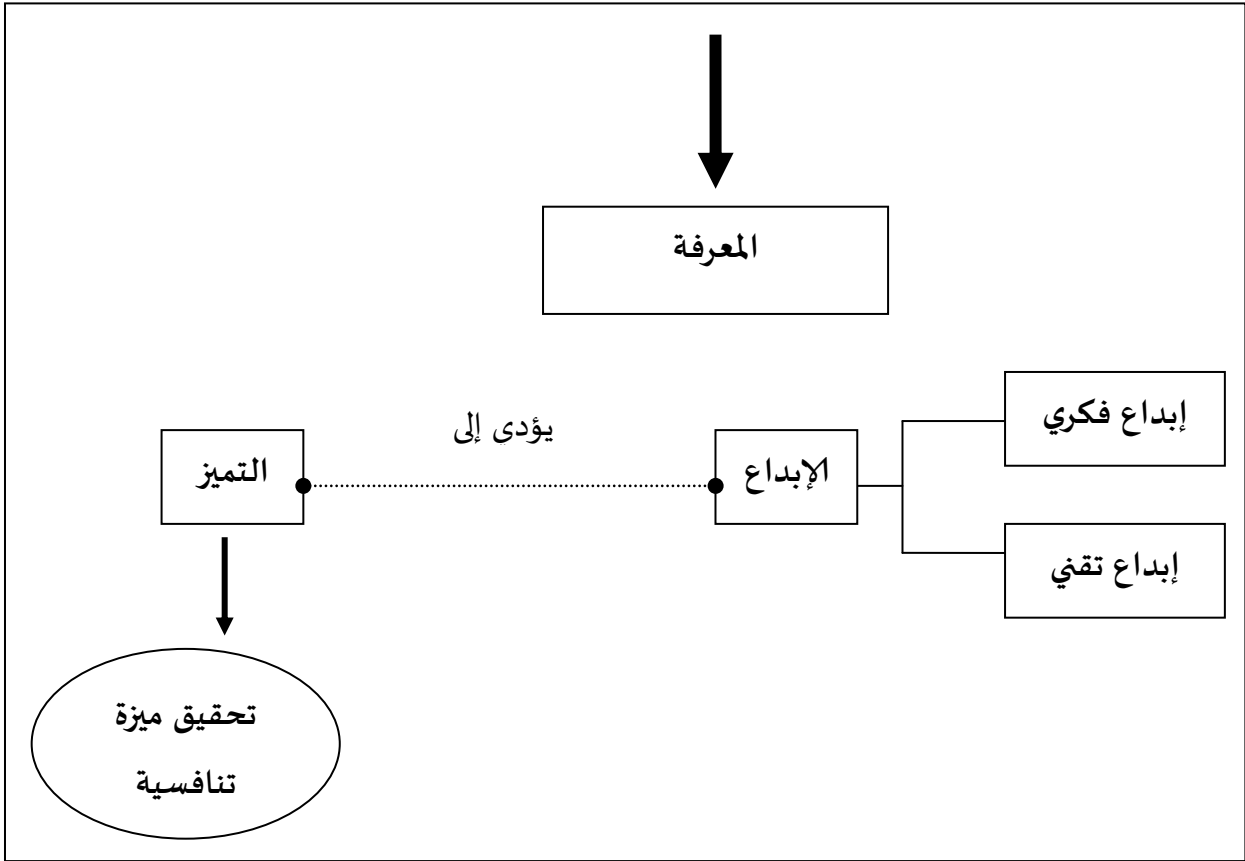 المعرفة
إبداع فكري
يؤدى إلى
الإبداع
التميز
إبداع تقني
تحقيق ميزة
تنافسية